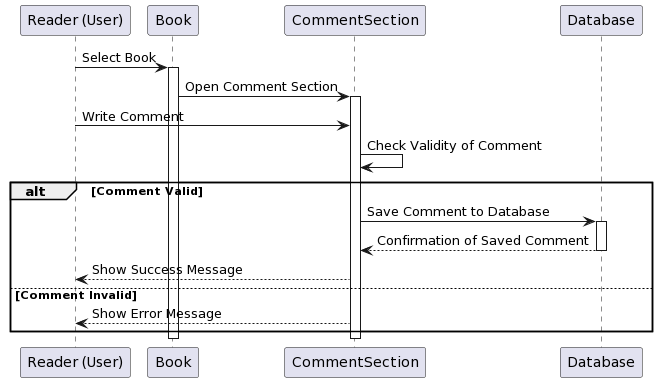 Reader (User) Book CommentSection Database
Select Book
Open Comment Section
Write Comment
Check Validity of Comment
alt [Comment Valid]
Save Comment to Database
Confirmation of Saved Comment
Show Success Message
[Comment Invalid]
Show Error Message
Reader (User) Book CommentSection Database